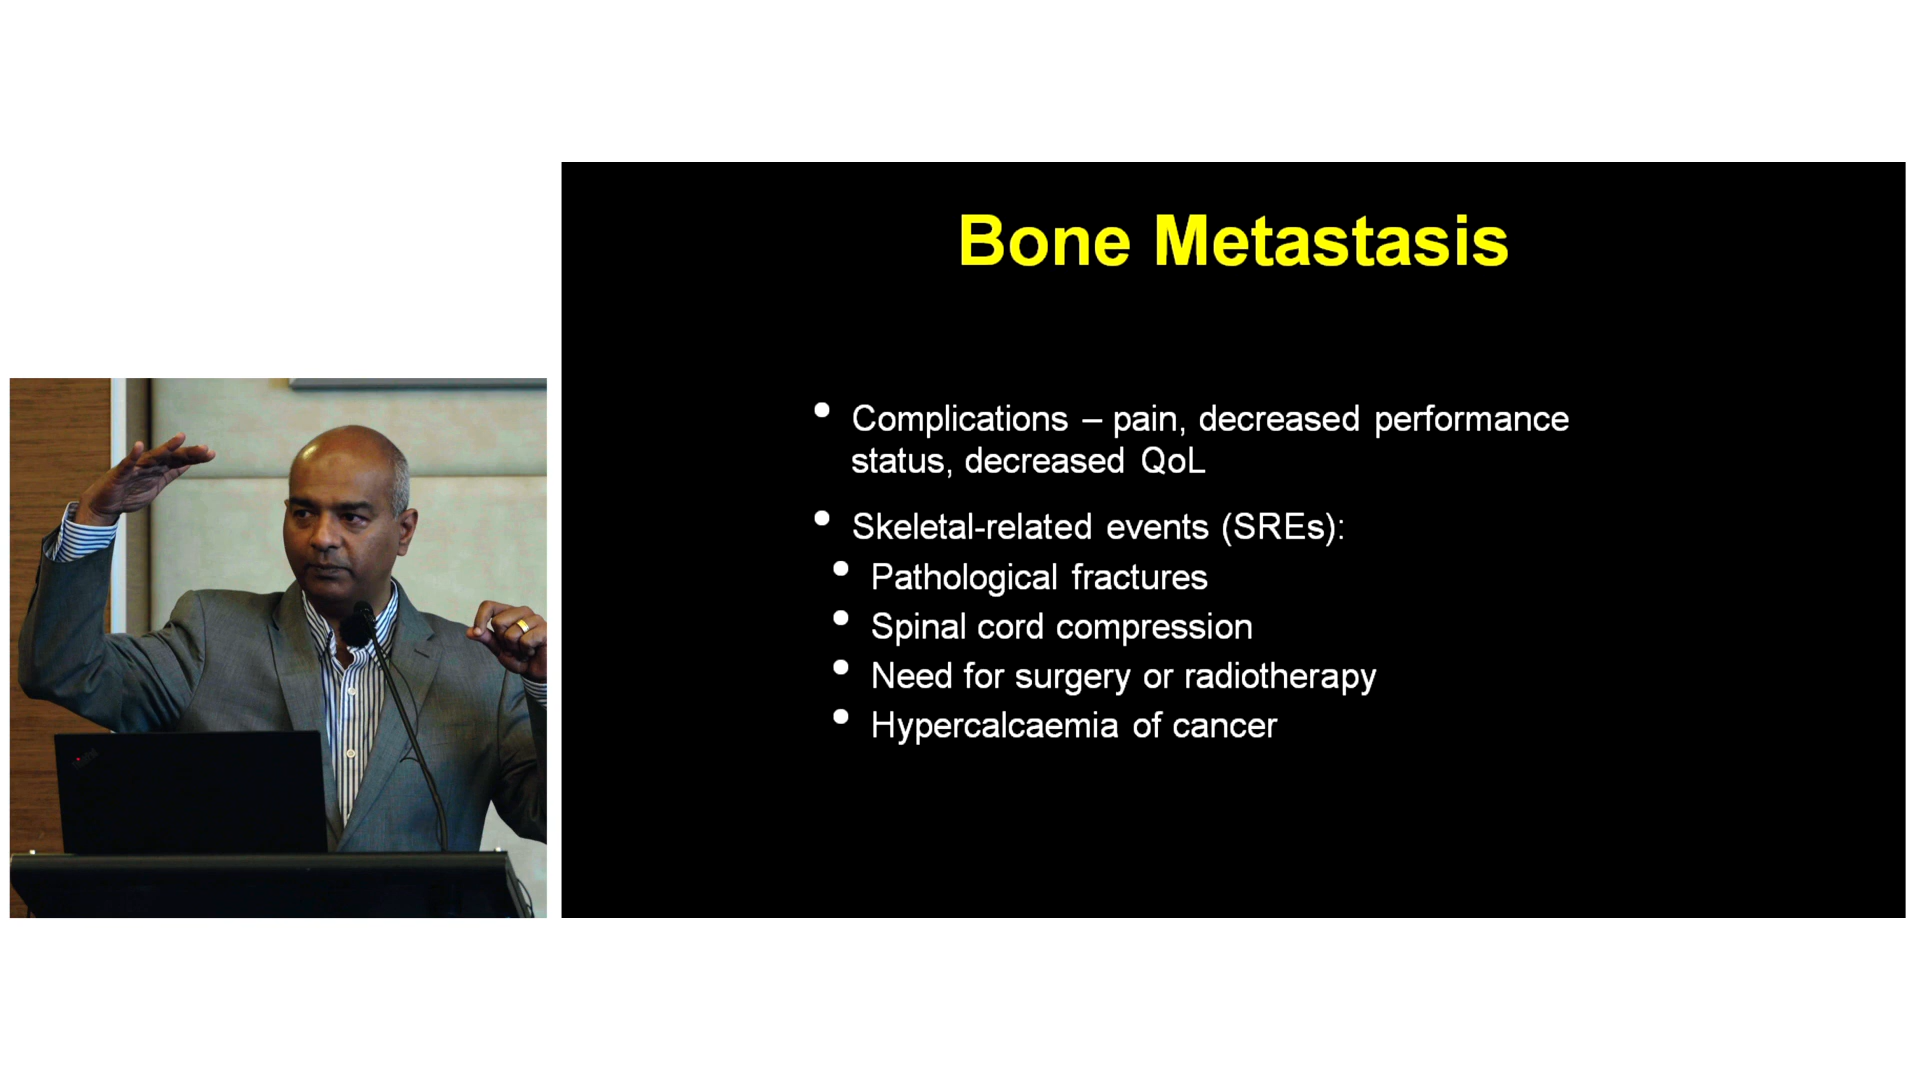 Bone Metastasis
• Complications – pain, decreased performance
status, decreased QoL
• Skeletal-related events (SREs):
• Pathological fractures
• Spinal cord compression
• Need for surgery or radiotherapy
• Hypercalcaemia of cancer